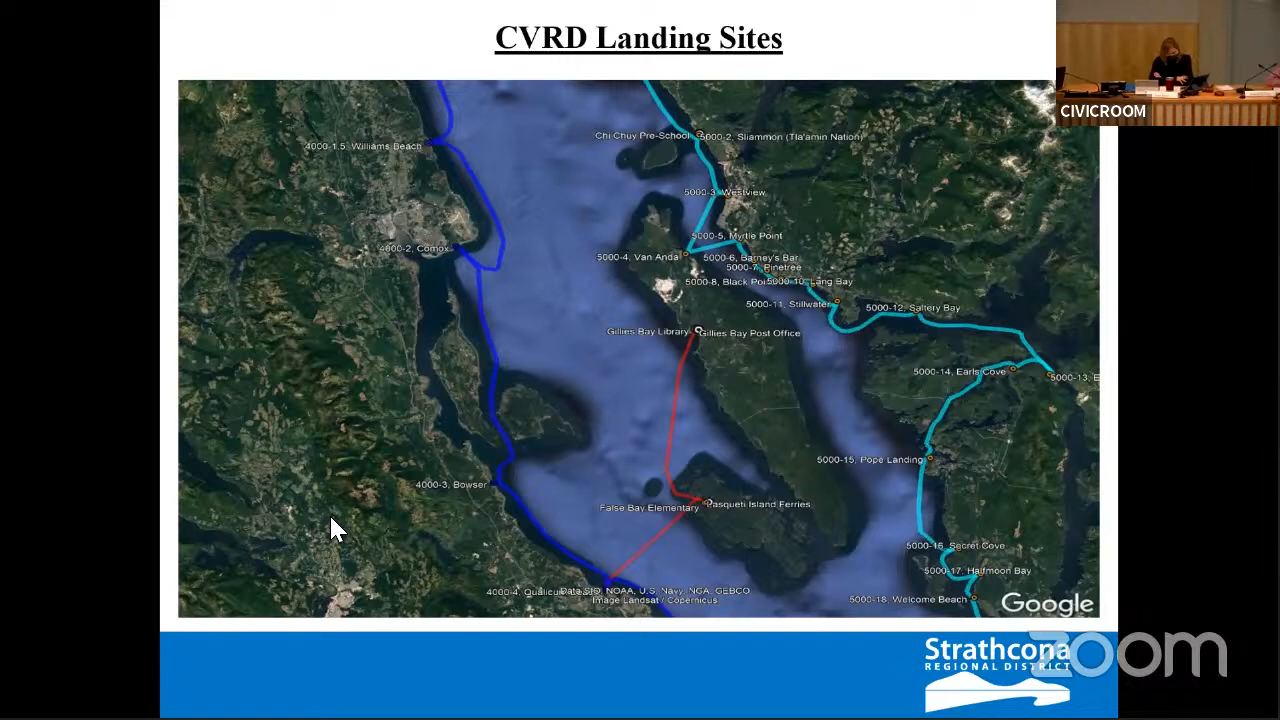 CVRD Landing Sites
CIVICROOM
Chi Chuy Pre-School
5000-2, Sliammon (Tla'amin Nation)
4000-1.5, Williams Beach
5000-3, Westview
5000-5, Myrtle Point
4000-2, Comox
5000-4, Van Anda
5000-6, Barney's Bar
5000-7, Pinetree
5000-8, Black Poi
5000-10, Lang Bay
5000-11, Stillwater
5000-12, Saltery Bay
Gillies Bay Library
Gillies Bay Post Office
5000-14, Earls Cove
5000-13, E
5000-15, Pope Landing
4000-3, Bowser
False Bay Elementary
Lasqueti Island Ferries
5000-16, Secret Cove
5000-17, Halfmoon Bay
4000-4, Qualicum
Data SIO, NOAA, U.S. Navy, NGA, GEBCO
Image Landsat / Copernicus
5000-18, Welcome Beach
Google
Strathcona
REGIONAL DISTRICT
zoom